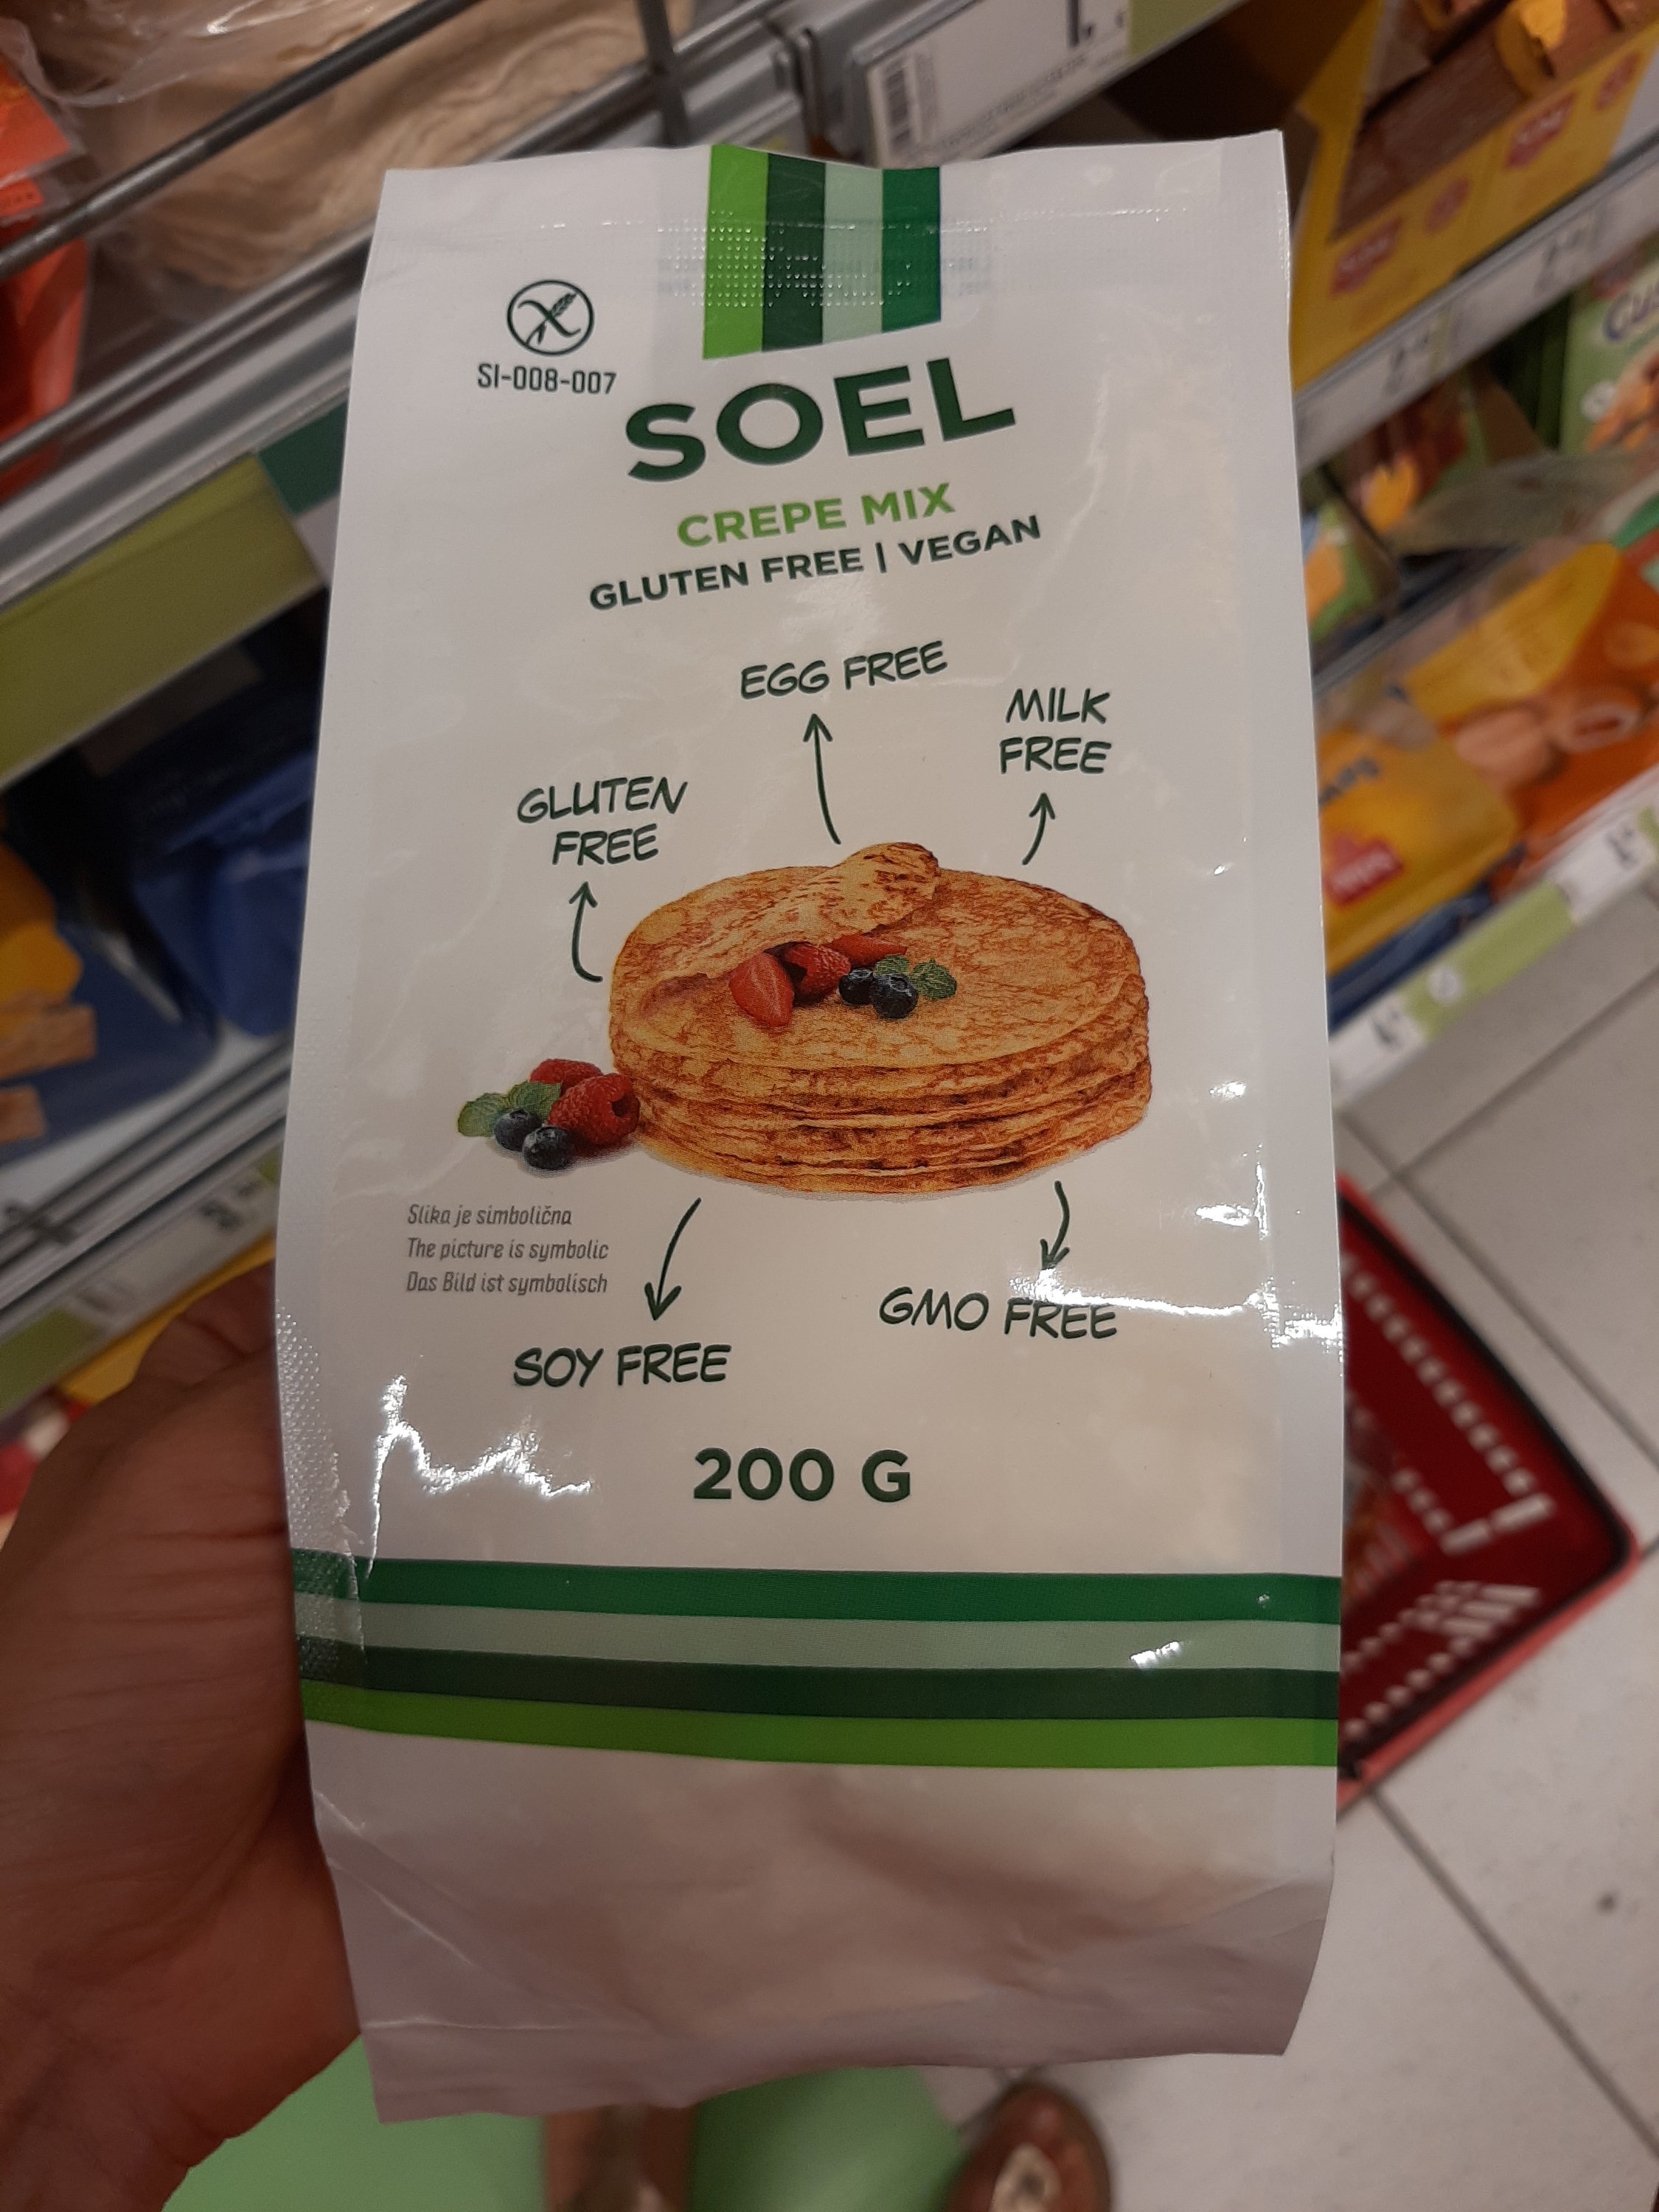 SI-008-007
SOEL
CREPE MIX
GLUTEN FREE | VEGAN
EGG FREE
MILK
FREE
GLUTEN
FREE
Slika je simbolična
The picture is symbolic
Das Bild ist symbolisch
SOY FREE
GMO FREE
200 G